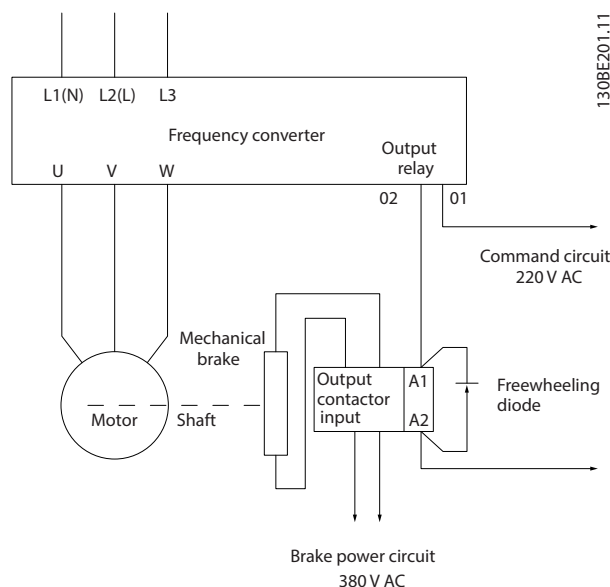 130BE201.11
L1(N) L2(L) L3
Frequency converter
Output
relay
U V W
02 01
Command circuit
220 V AC
Mechanical
brake
Output
contactor
input
A1
A2
Freewheeling
diode
Motor Shaft
Brake power circuit
380 V AC